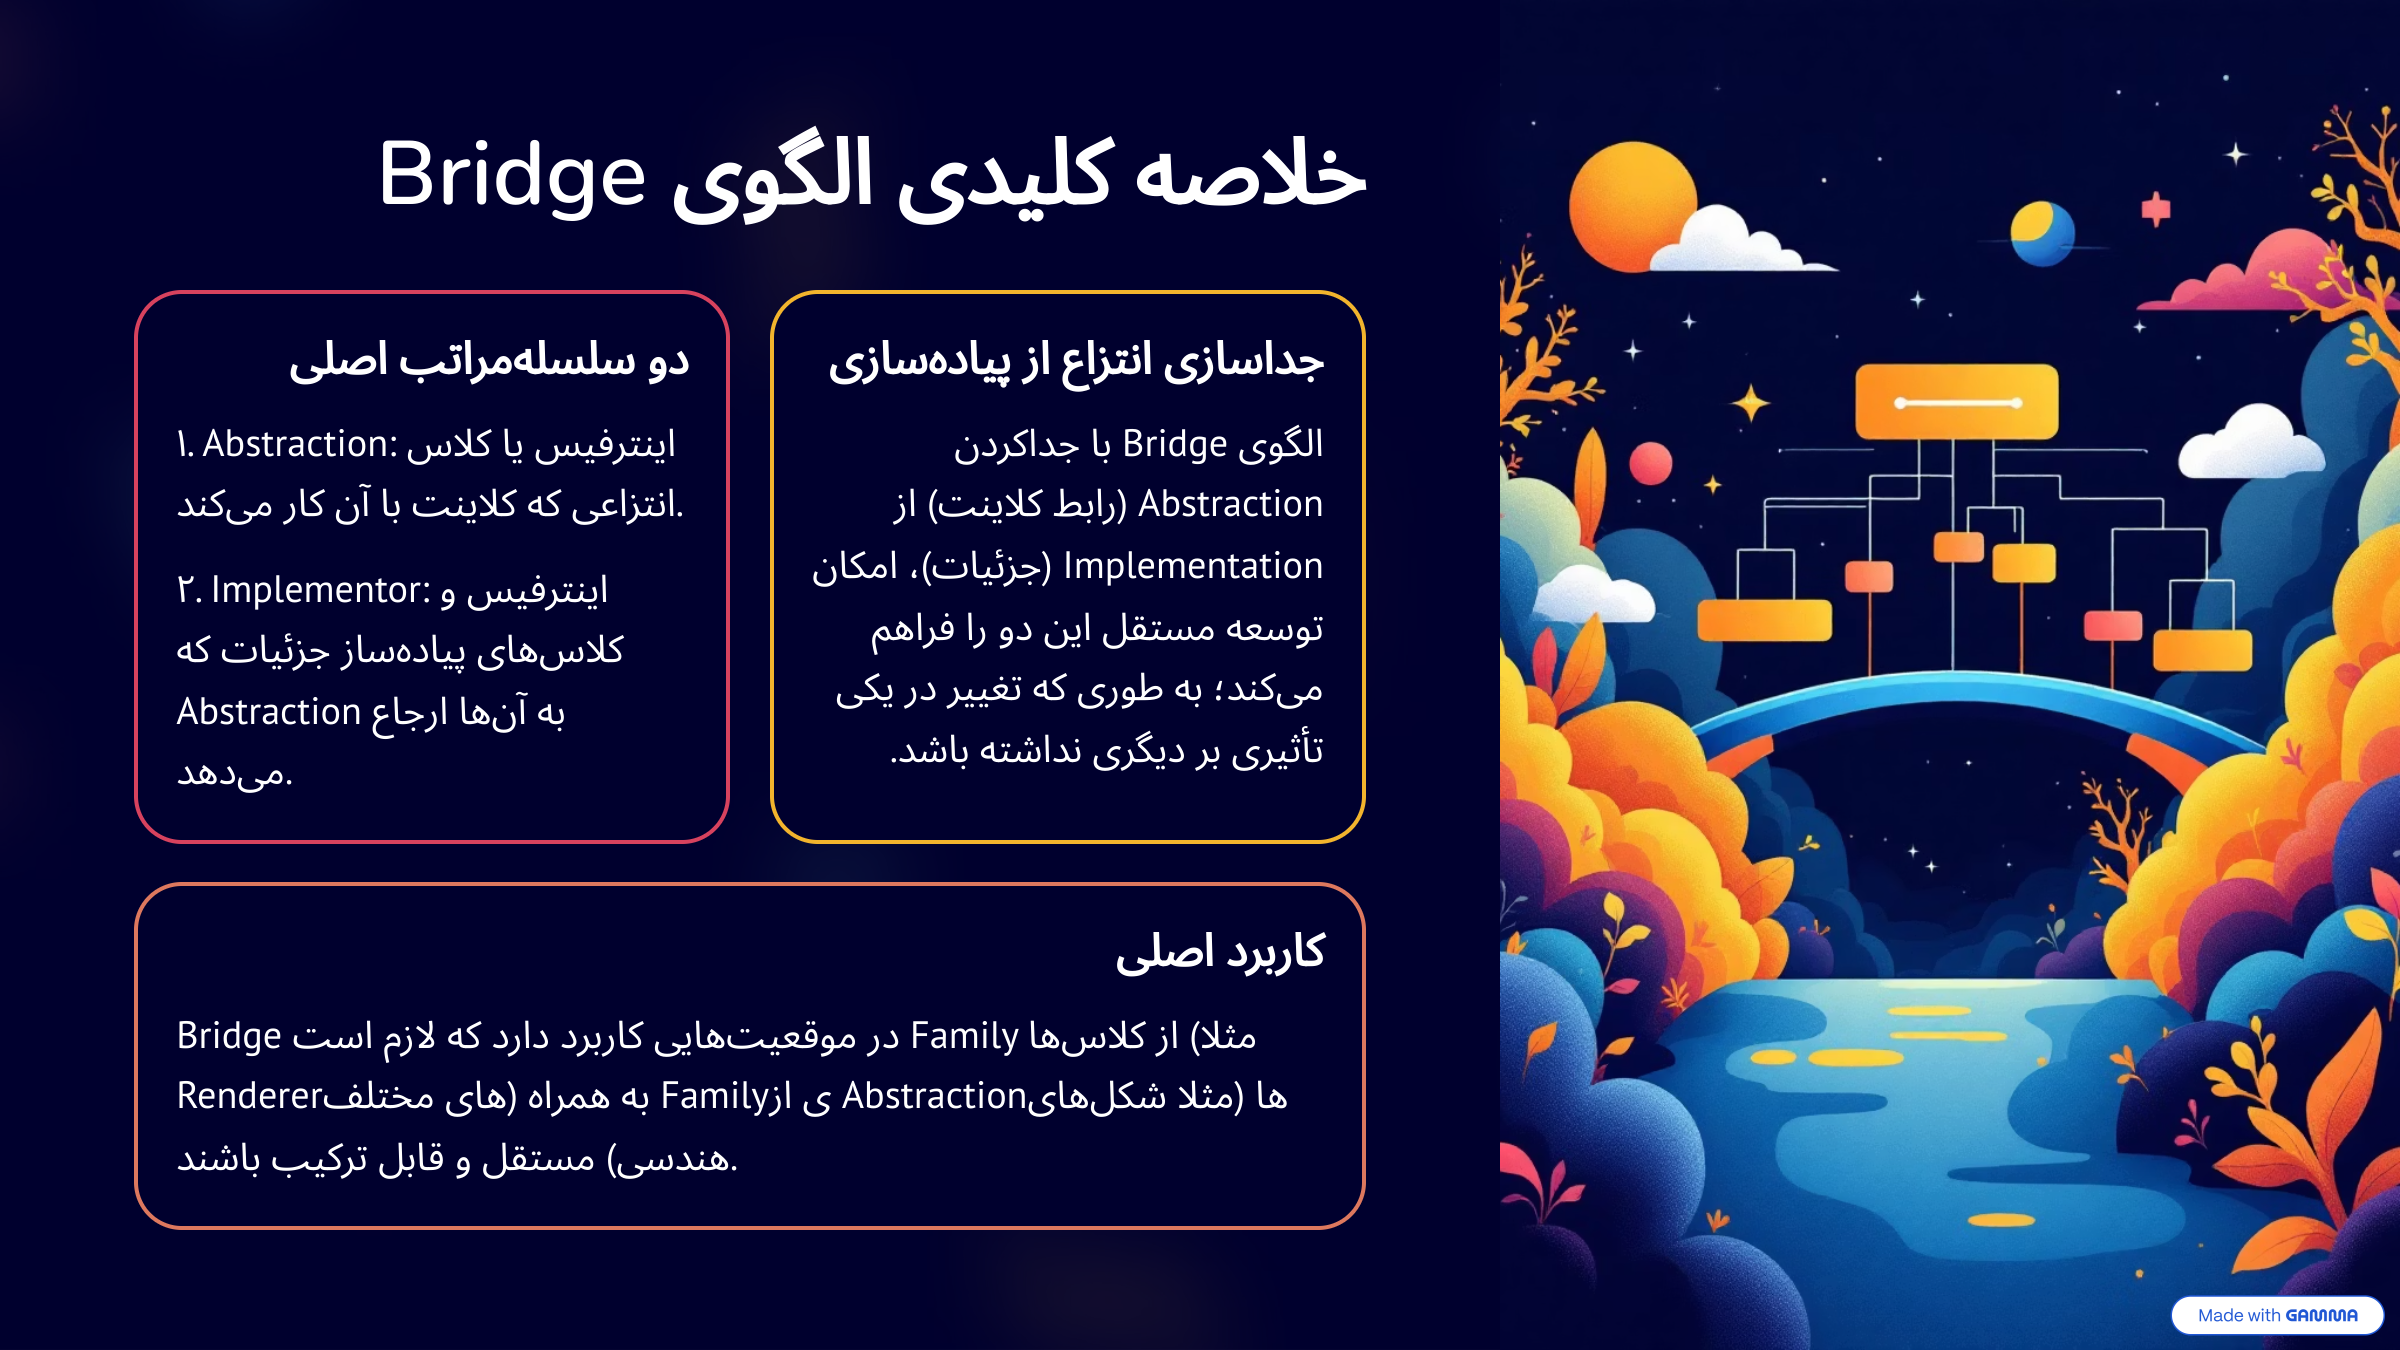 خلاصه کلیدی الگوی Bridge
جداسازی انتزاع از پیاده‌سازی
الگوی Bridge با جداکردن
Abstraction (رابط کلاینت) از
Implementation (جزئیات)، امکان
توسعه مستقل این دو را فراهم
می‌کند؛ به طوری که تغییر در یکی
تأثیری بر دیگری نداشته باشد.
دو سلسله‌مراتب اصلی
۱. Abstraction: اینترفیس یا کلاس
انتزاعی که کلاینت با آن کار می‌کند.
۲. Implementor: اینترفیس و
کلاس‌های پیاده‌ساز جزئیات که
Abstraction به آن‌ها ارجاع
می‌دهد.
کاربرد اصلی
Bridge در موقعیت‌هایی کاربرد دارد که لازم است Family از کلاس‌ها (مثلا
Rendererهای مختلف) به همراه Familyی از Abstractionها (مثلا شکل‌های
هندسی) مستقل و قابل ترکیب باشند.
Made with GAMMA